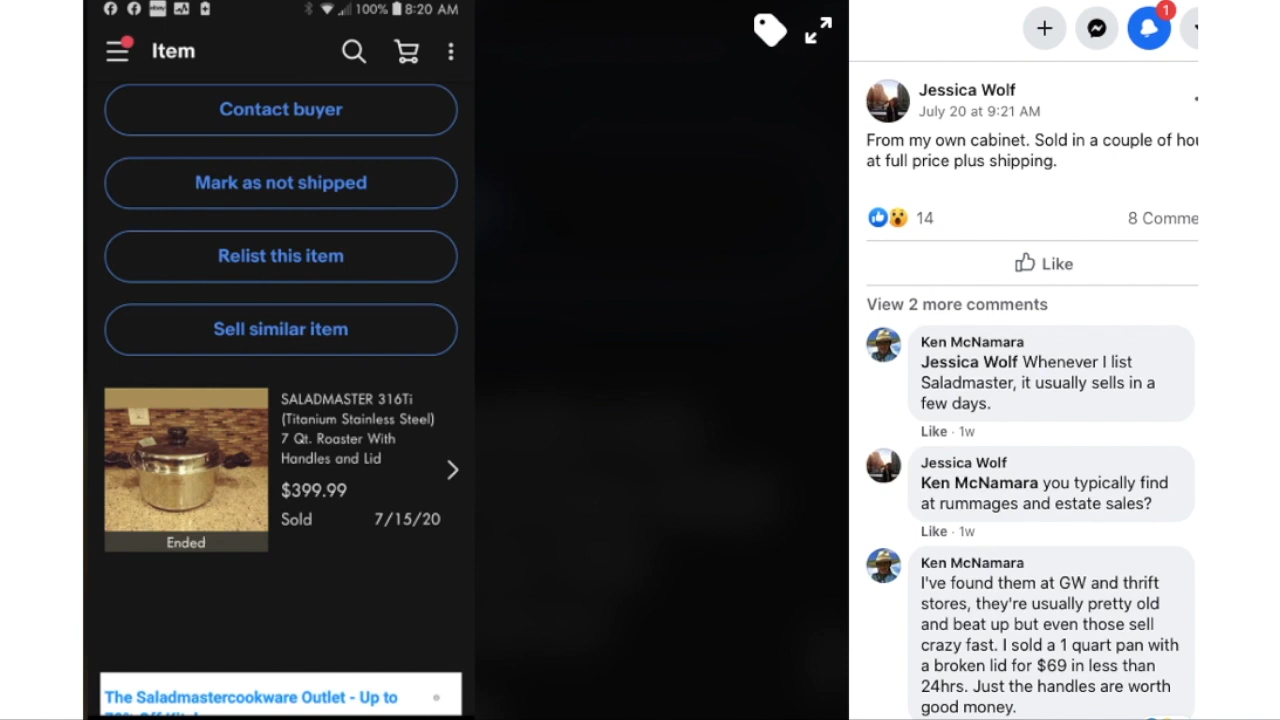 100% 8:20 AM
Item
Contact buyer
Mark as not shipped
Relist this item
Sell similar item
SALADMASTER 316Ti
(Titanium Stainless Steel)
7 Qt. Roaster With
Handles and Lid
$399.99
Sold 7/15/20
Ended
The Saladmastercookware Outlet - Up to
1
Jessica Wolf
July 20 at 9:21 AM
From my own cabinet. Sold in a couple of hou
at full price plus shipping.
14
8 Comme
Like
View 2 more comments
Ken McNamara
Jessica Wolf Whenever I list
Saladmaster, it usually sells in a
few days.
Like · 1w
Jessica Wolf
Ken McNamara you typically find
at rummages and estate sales?
Like · 1w
Ken McNamara
I've found them at GW and thrift
stores, they're usually pretty old
and beat up but even those sell
crazy fast. I sold a 1 quart pan with
a broken lid for $69 in less than
24hrs. Just the handles are worth
good money.